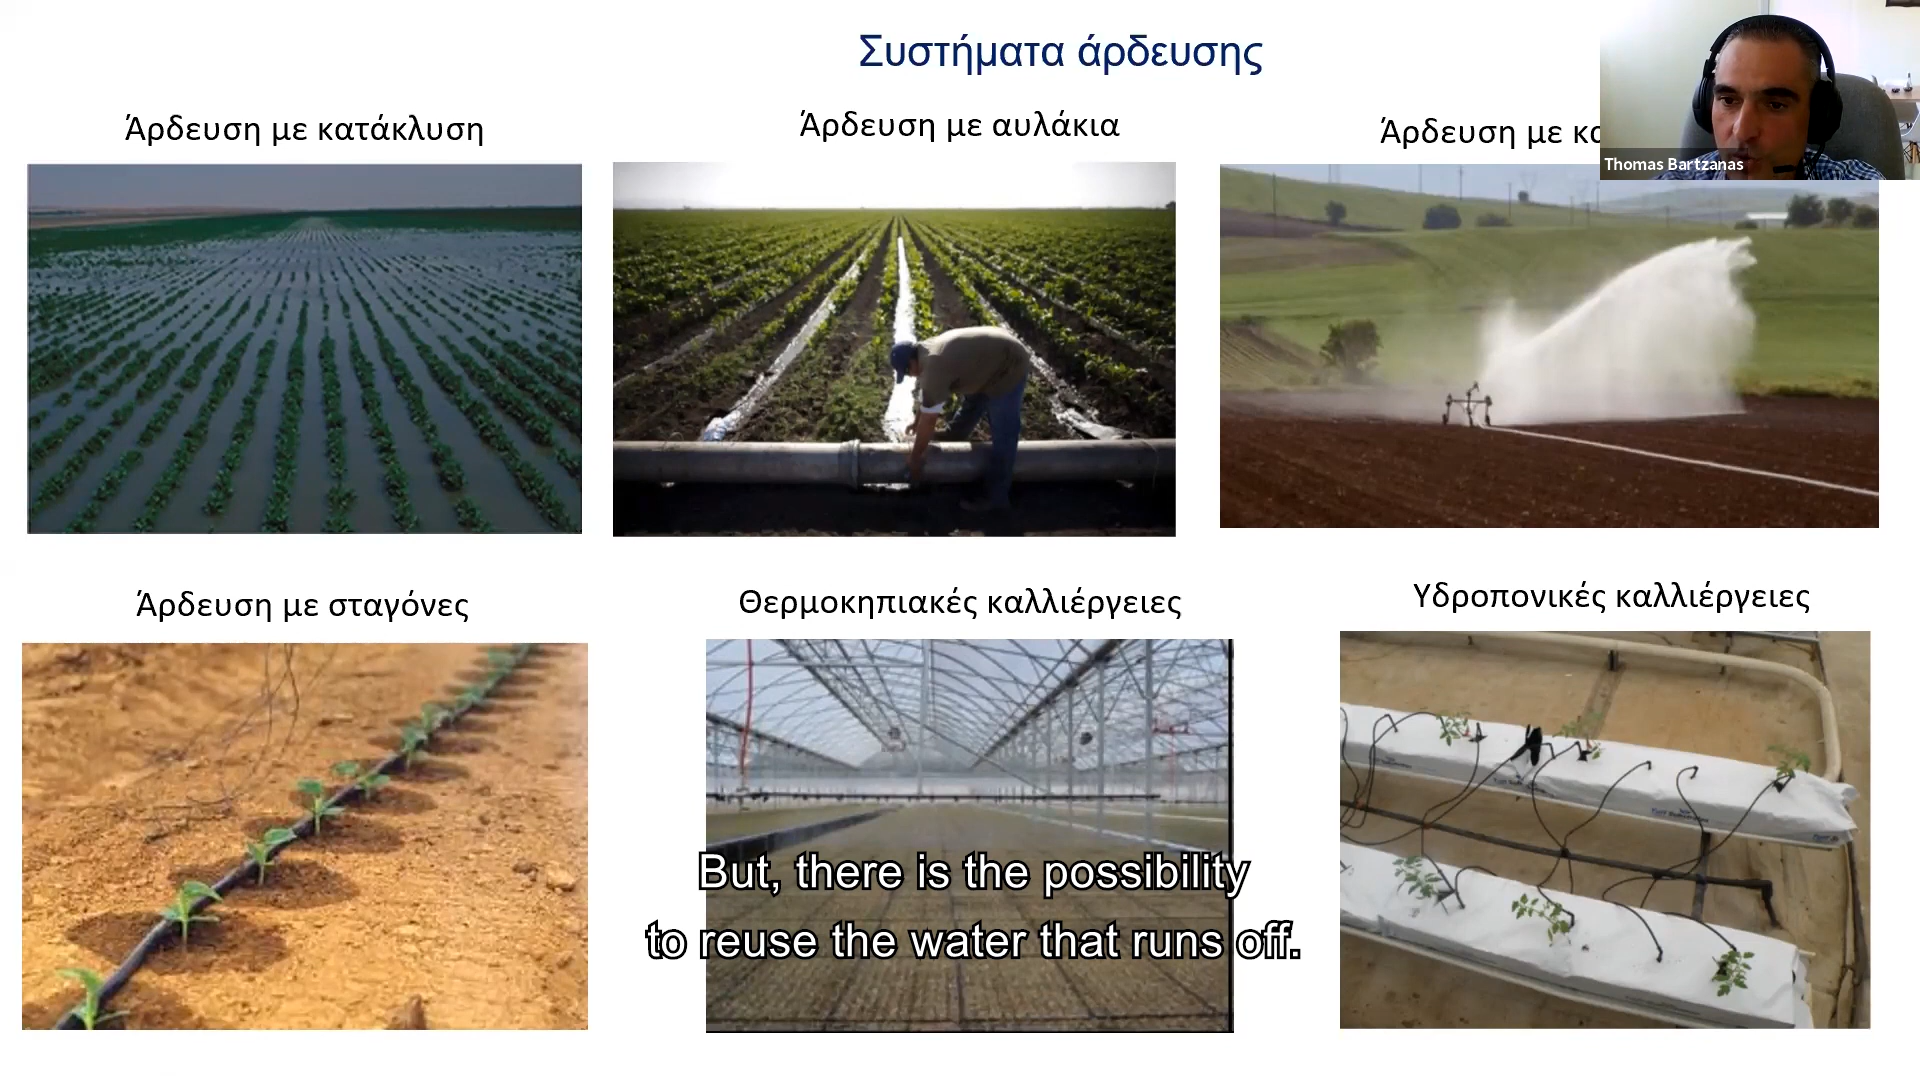 Συστήματα άρδευσης
Άρδευση με κατάκλυση
Άρδευση με αυλάκια
Άρδευση με
Thomas Bartzanas
Άρδευση με σταγόνες
Θερμοκηπιακές καλλιέργειες
Υδροπονικές καλλιέργειες
But, there is the possibility
to reuse the water that runs off.